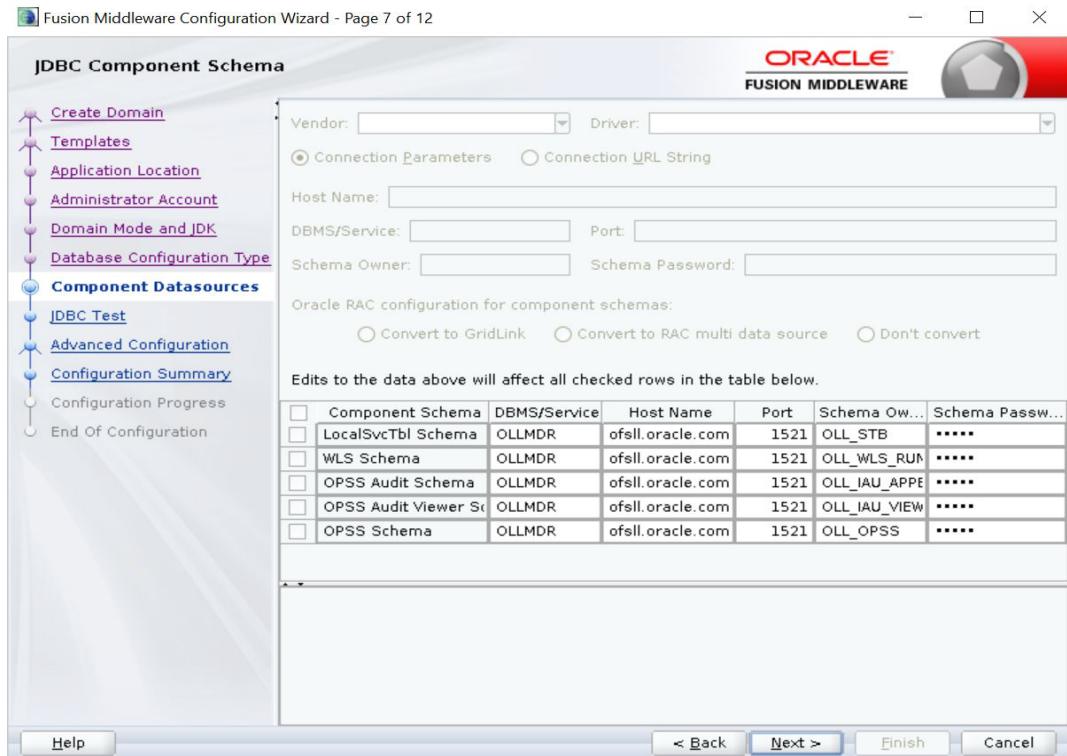 Fusion Middleware Configuration Wizard - Page 7 of 12
JDBC Component Schema
ORACLE
FUSION MIDDLEWARE
Create Domain
Templates
Application Location
Administrator Account
Domain Mode and JDK
Database Configuration Type
Component Datasources
JDBC Test
Advanced Configuration
Configuration Summary
Configuration Progress
End Of Configuration
Vendor: Driver:
Connection Parameters Connection URL String
Host Name:
DBMS/Service: Port:
Schema Owner: Schema Password:
Oracle RAC configuration for component schemas:
Convert to GridLink Convert to RAC multi data source Don't convert
Edits to the data above will affect all checked rows in the table below.
Component Schema DBMS/Service Host Name Port Schema Ow... Schema Passw...
LocalSvcTbl Schema OLLMDR ofsll.oracle.com 1521 OLL_STB •••••
WLS Schema OLLMDR ofsll.oracle.com 1521 OLL_WLS_RUN •••••
OPSS Audit Schema OLLMDR ofsll.oracle.com 1521 OLL_IAU_APPE •••••
OPSS Audit Viewer Sc OLLMDR ofsll.oracle.com 1521 OLL_IAU_VIEW •••••
OPSS Schema OLLMDR ofsll.oracle.com 1521 OLL_OPSS •••••
Help < Back Next > Finish Cancel